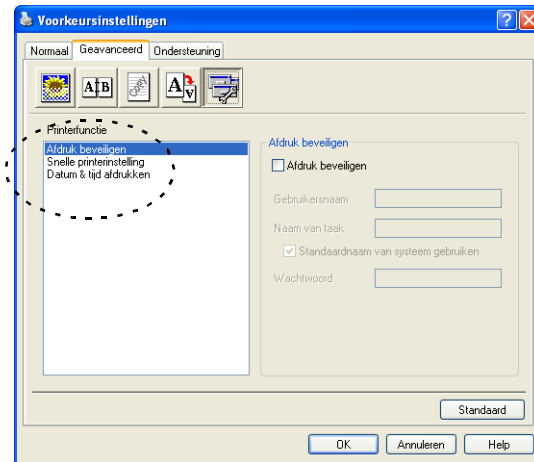 Voorkeursinstellingen
Normaal Geavanceerd Ondersteuning
A B Copy A V
Printerfunctie
Afdruk beveiligen
Snelle printerinstelling
Datum & tijd afdrukken
Afdruk beveiligen
Afdruk beveiligen
Gebruikersnaam
Naam van taak
Standaardnaam van systeem gebruiken
Wachtwoord
Standaard
OK Annuleren Help